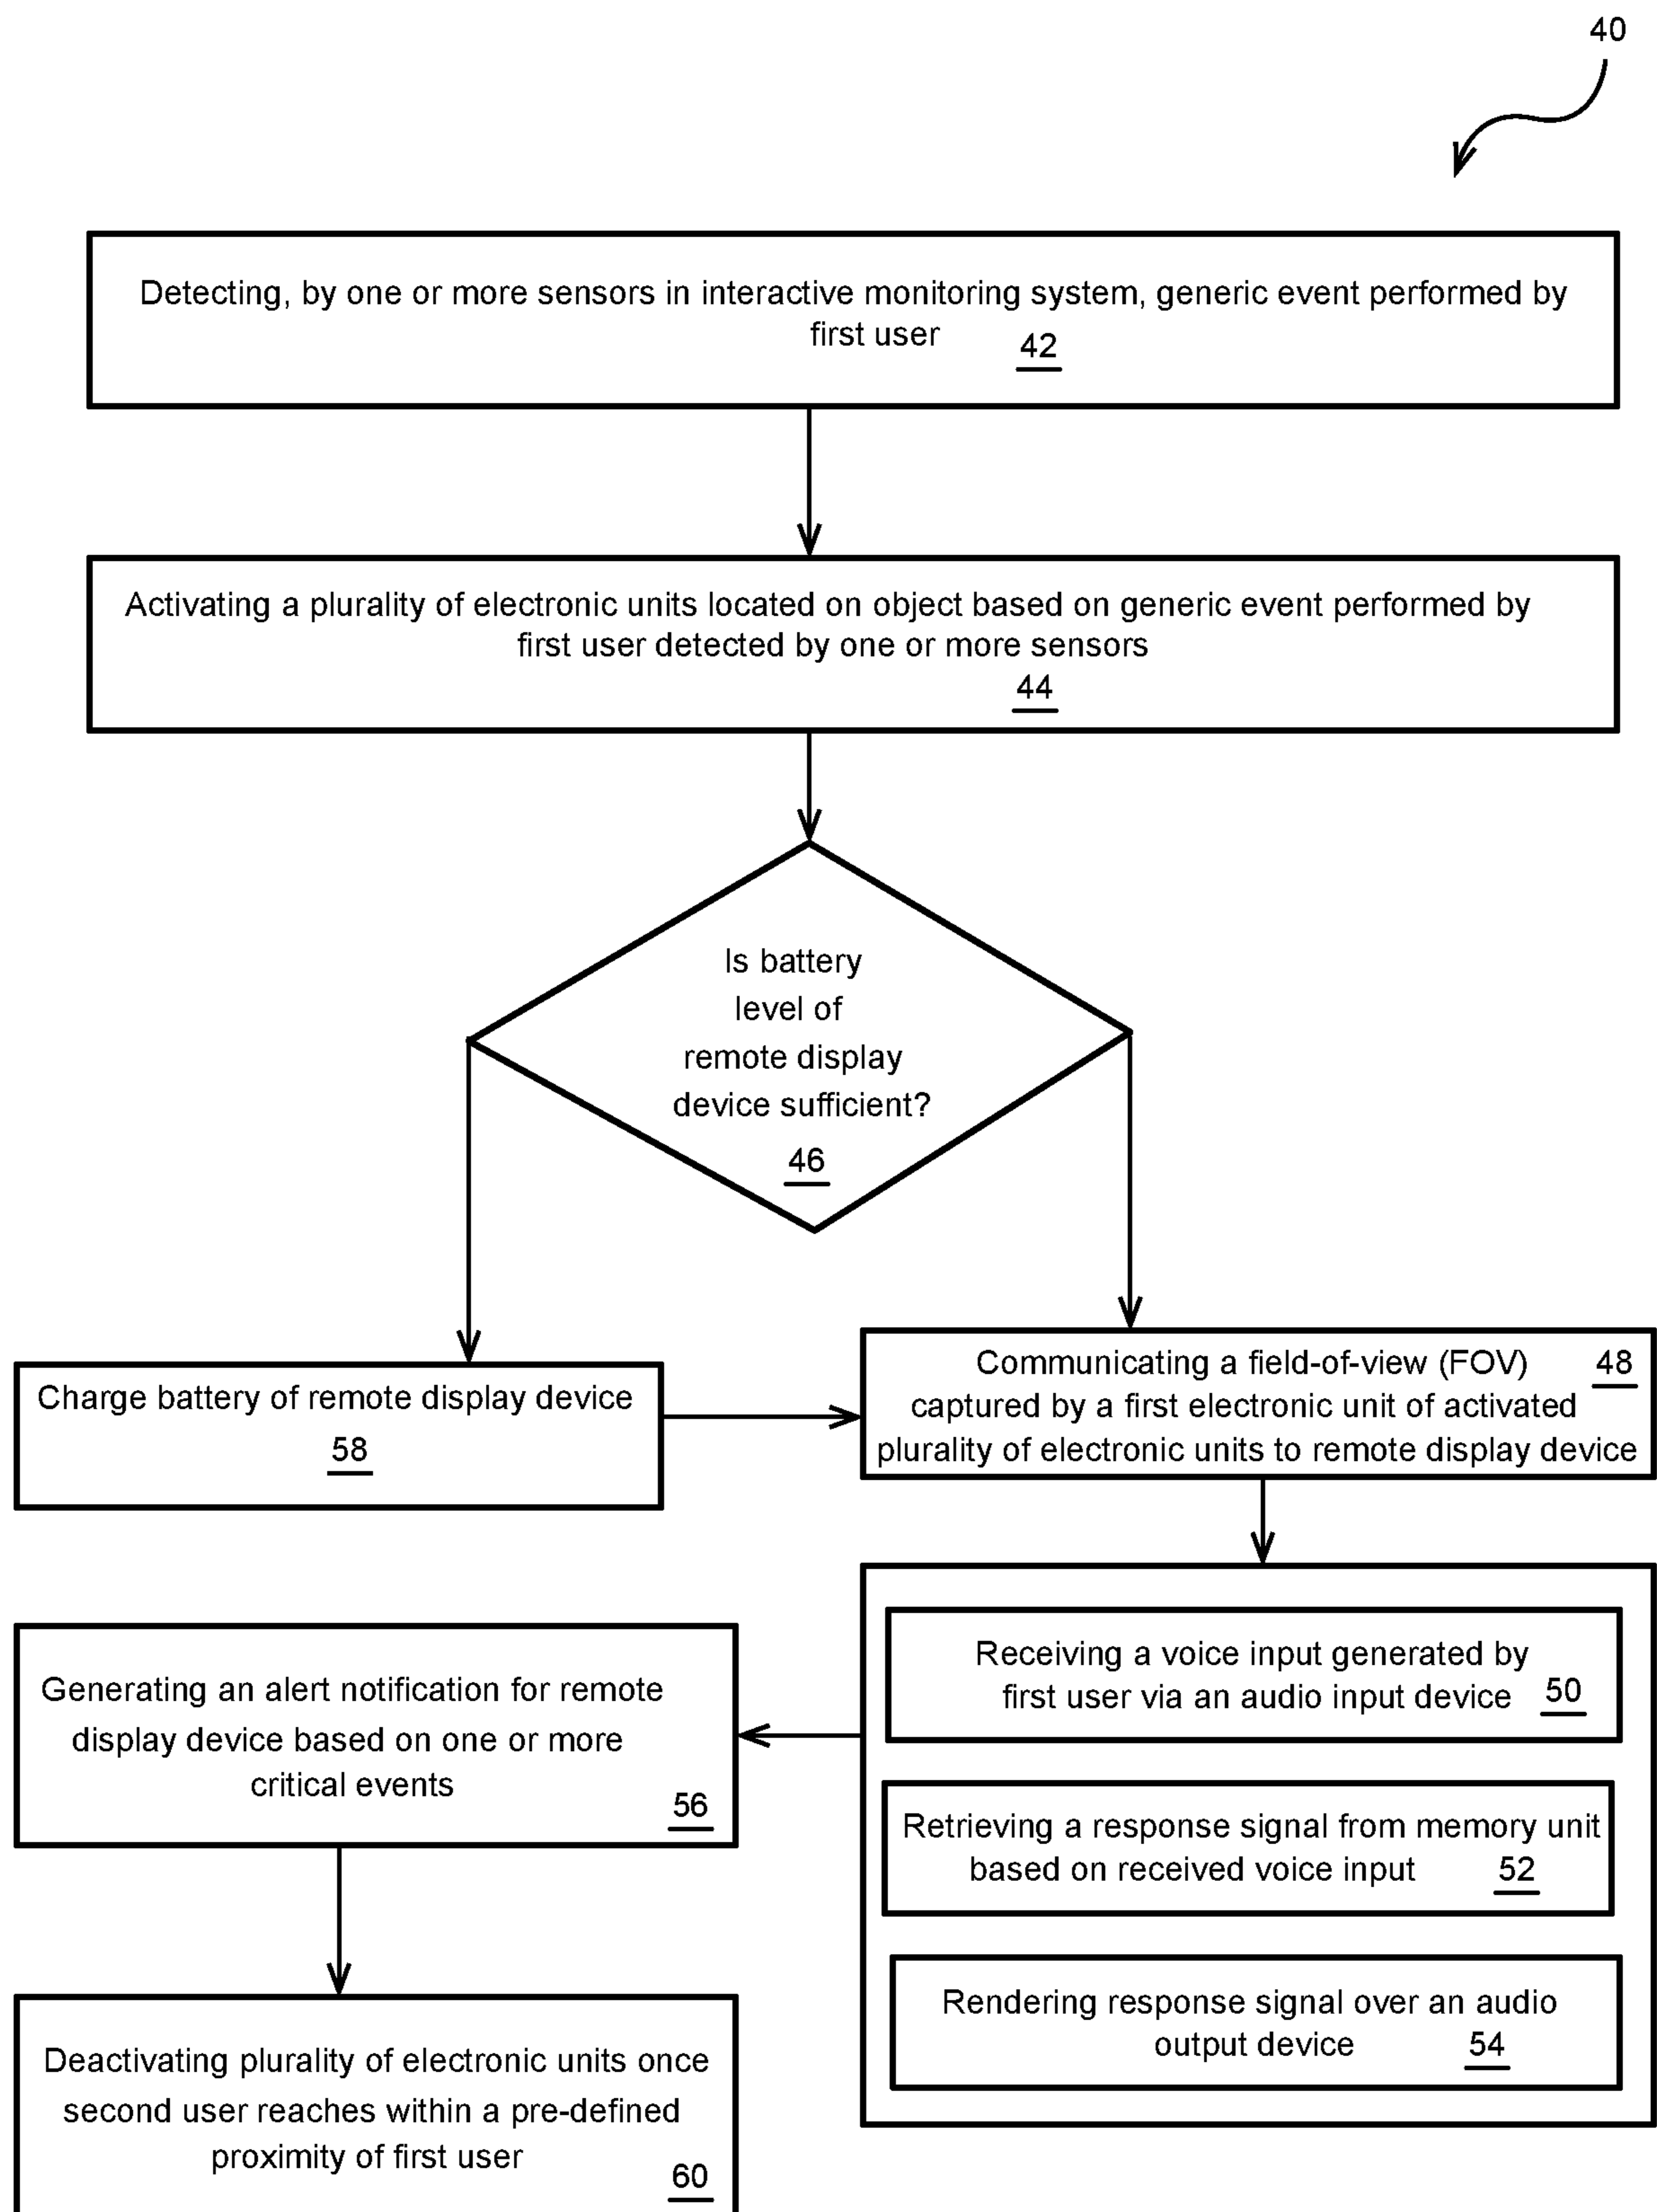 40
Detecting, by one or more sensors in interactive monitoring system, generic event performed by
first user
42
Activating a plurality of electronic units located on object based on generic event performed by
first user detected by one or more sensors
44
Is battery
level of
remote display
device sufficient?
46
Charge battery of remote display device
58
Communicating a field-of-view (FOV) 48
captured by a first electronic unit of activated
plurality of electronic units to remote display device
Receiving a voice input generated by
first user via an audio input device 50
Retrieving a response signal from memory unit
based on received voice input 52
Rendering response signal over an audio
output device 54
Generating an alert notification for remote
display device based on one or more
critical events
56
Deactivating plurality of electronic units once
second user reaches within a pre-defined
proximity of first user
60